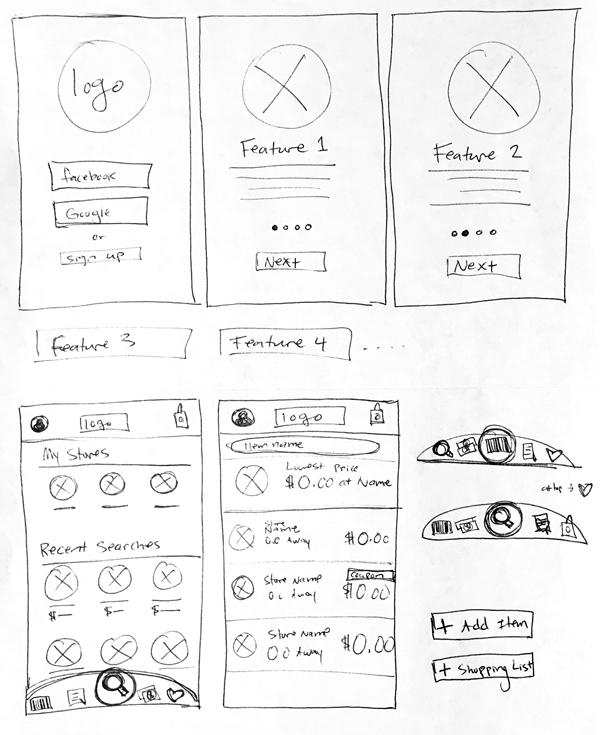 logo
facebook
Google
or
sign up
Feature 1
Next
Feature 2
Next
Feature 3
Feature 4
logo
My Stores
Recent Searches
$
$
$
logo
Item name
Lowest Price
$0.00 at Name
Store
Name
0.0 Away
$0.00
Store Name
0.0 Away
coupon
$0.00
Store Name
0.0 Away
$0.00
at top →
+ Add Item
+ Shopping List